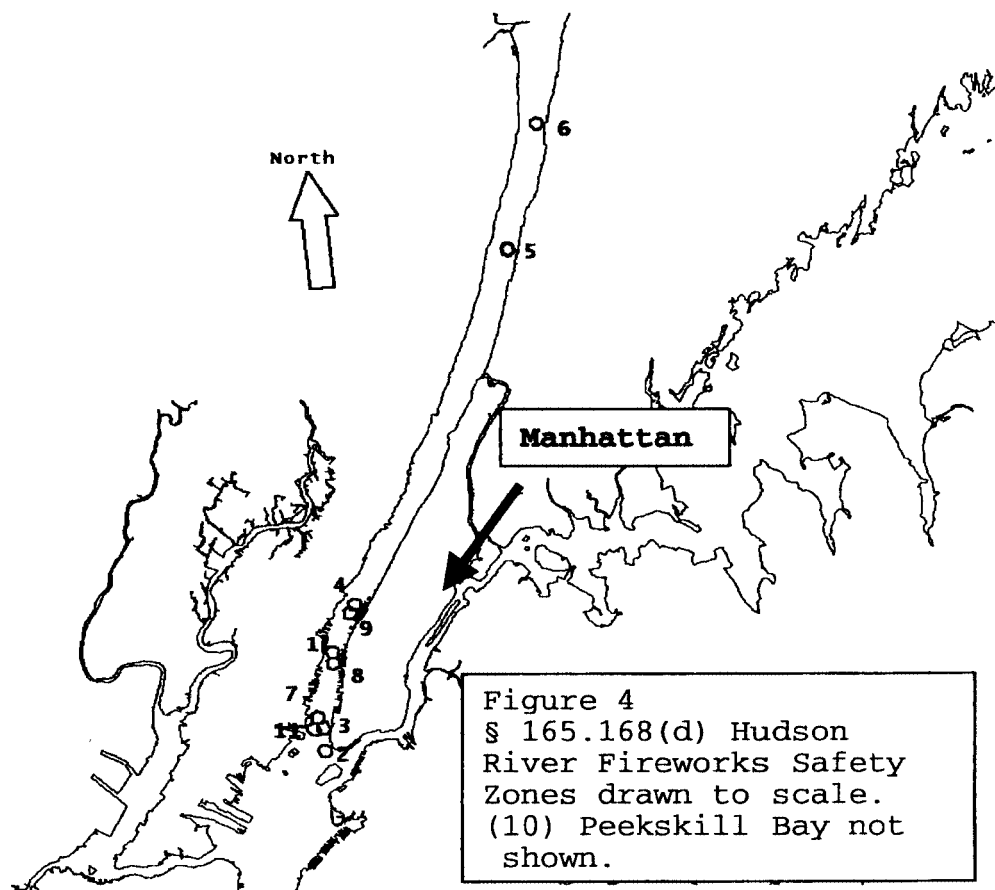 6
North
5
Manhattan
4
9
1
8
7
3
11
2
Figure 4
§ 165.168(d) Hudson
River Fireworks Safety
Zones drawn to scale.
(10) Peekskill Bay not
shown.